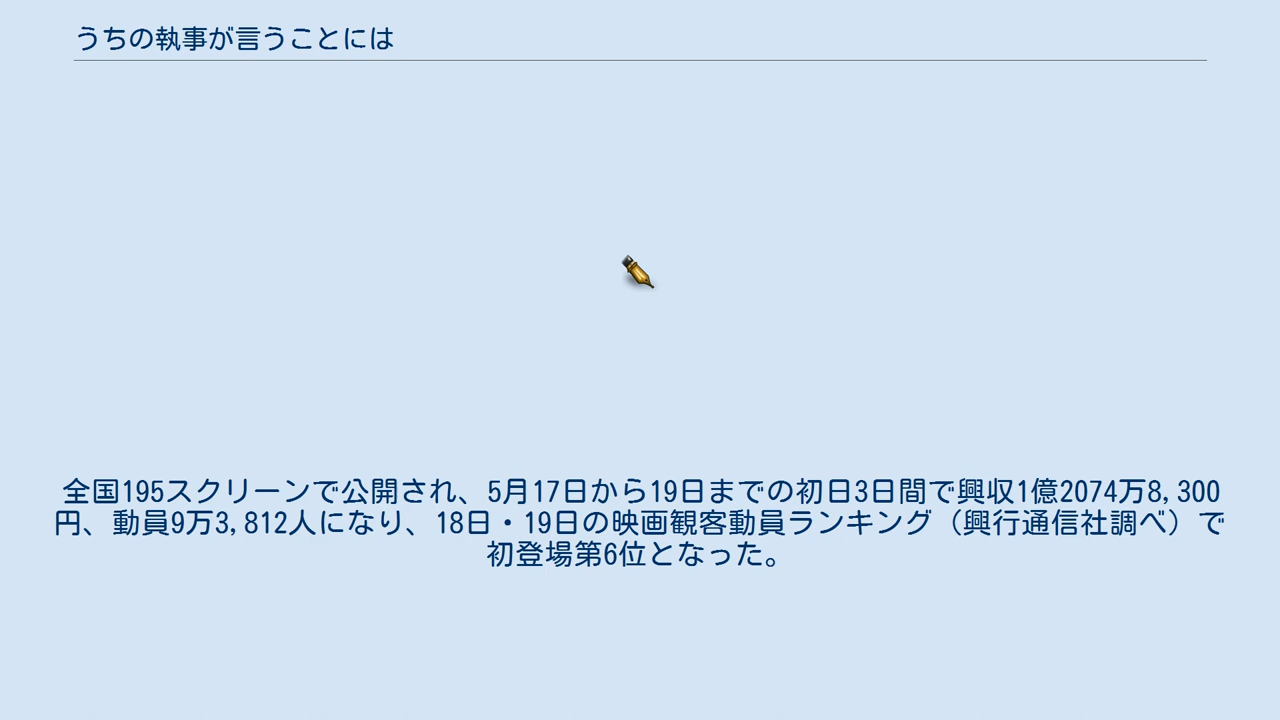 うちの執事が言うことには
全国195スクリーンで公開され、5月17日から19日までの初日3日間で興収1億2074万8,300
円、動員9万3,812人になり、18日・19日の映画観客動員ランキング（興行通信社調べ）で
初登場第6位となった。